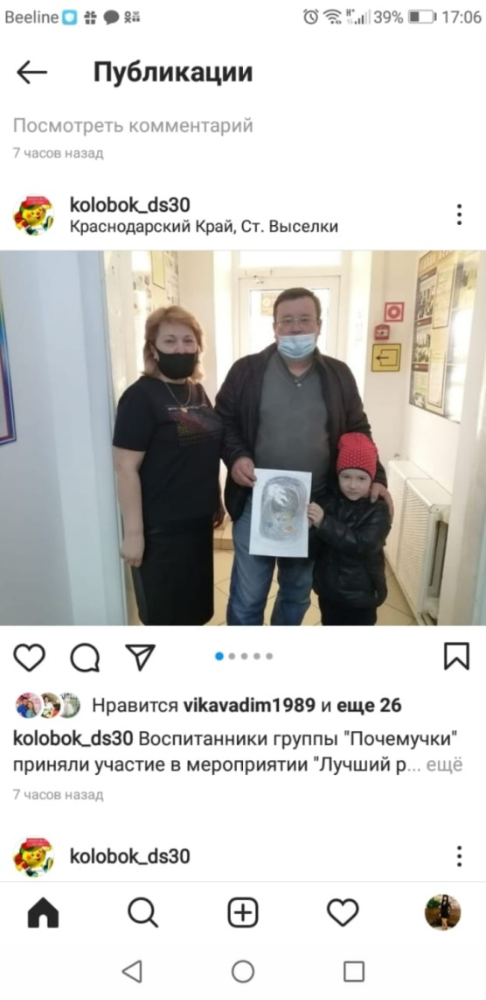 Beeline 39% 17:06
Публикации
Посмотреть комментарий
7 часов назад
kolobok_ds30
Краснодарский Край, Ст. Выселки
Нравится vikavadim1989 и еще 26
kolobok_ds30 Воспитанники группы "Почемучки"
приняли участие в мероприятии "Лучший р... ещё
7 часов назад
kolobok_ds30